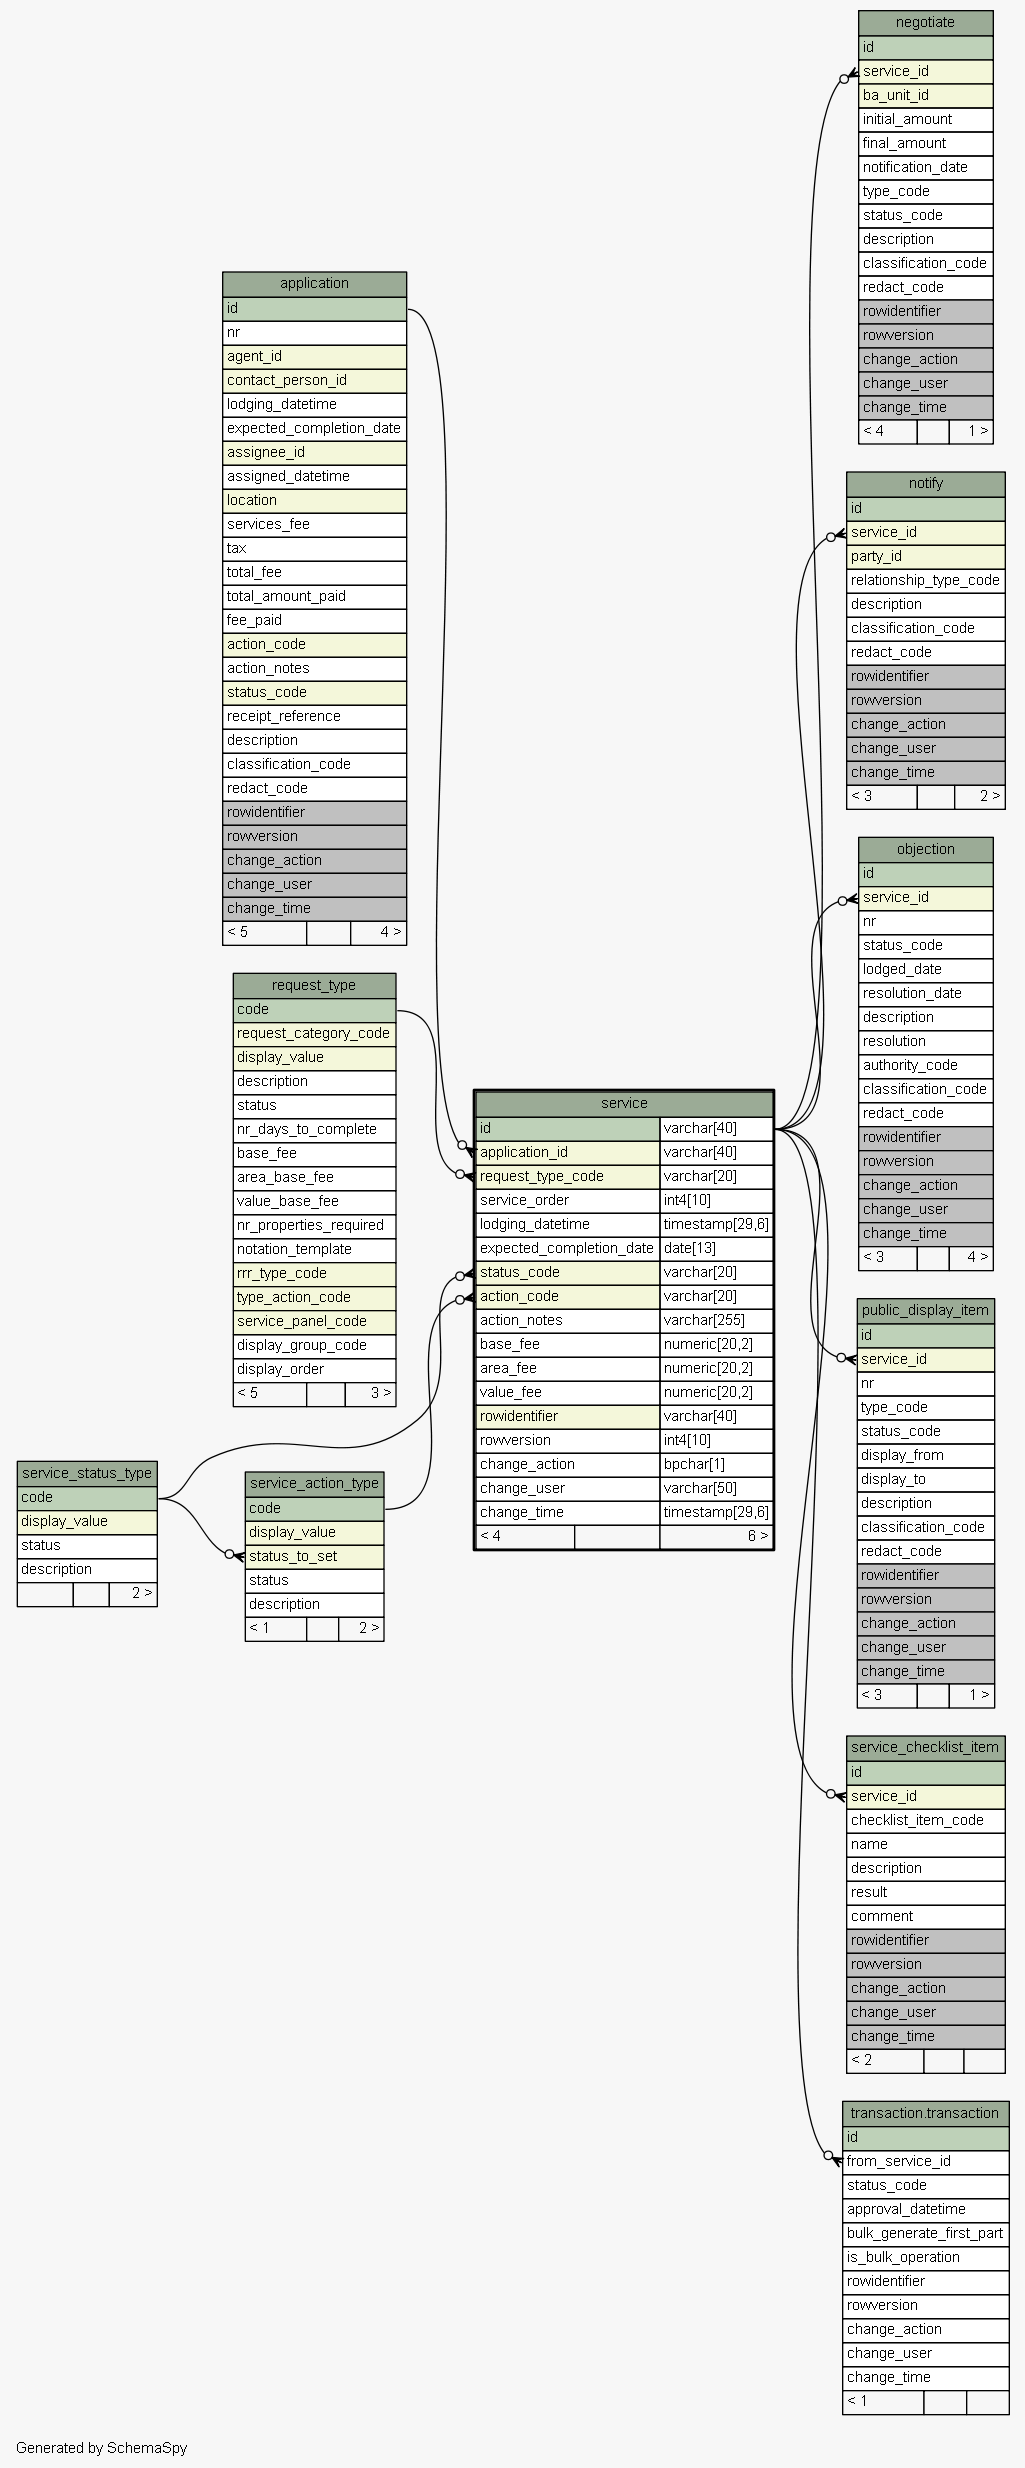 negotiate
id
service_id
ba_unit_id
initial_amount
final_amount
notification_date
type_code
status_code
description
classification_code
redact_code
rowidentifier
rowversion
change_action
change_user
change_time
< 4 1 >
application
id
nr
agent_id
contact_person_id
lodging_datetime
expected_completion_date
assignee_id
assigned_datetime
location
services_fee
tax
total_fee
total_amount_paid
fee_paid
action_code
action_notes
status_code
receipt_reference
description
classification_code
redact_code
rowidentifier
rowversion
change_action
change_user
change_time
< 5 4 >
notify
id
service_id
party_id
relationship_type_code
description
classification_code
redact_code
rowidentifier
rowversion
change_action
change_user
change_time
< 3 2 >
objection
id
service_id
nr
status_code
lodged_date
resolution_date
description
resolution
authority_code
classification_code
redact_code
rowidentifier
rowversion
change_action
change_user
change_time
< 3 4 >
request_type
code
request_category_code
display_value
description
status
nr_days_to_complete
base_fee
area_base_fee
value_base_fee
nr_properties_required
notation_template
rrr_type_code
type_action_code
service_panel_code
display_group_code
display_order
< 5 3 >
service
id varchar[40]
application_id varchar[40]
request_type_code varchar[20]
service_order int4[10]
lodging_datetime timestamp[29,6]
expected_completion_date date[13]
status_code varchar[20]
action_code varchar[20]
action_notes varchar[255]
base_fee numeric[20,2]
area_fee numeric[20,2]
value_fee numeric[20,2]
rowidentifier varchar[40]
rowversion int4[10]
change_action bpchar[1]
change_user varchar[50]
change_time timestamp[29,6]
< 4 6 >
public_display_item
id
service_id
nr
type_code
status_code
display_from
display_to
description
classification_code
redact_code
rowidentifier
rowversion
change_action
change_user
change_time
< 3 1 >
service_status_type
code
display_value
status
description
2 >
service_action_type
code
display_value
status_to_set
status
description
< 1 2 >
service_checklist_item
id
service_id
checklist_item_code
name
description
result
comment
rowidentifier
rowversion
change_action
change_user
change_time
< 2
transaction.transaction
id
from_service_id
status_code
approval_datetime
bulk_generate_first_part
is_bulk_operation
rowidentifier
rowversion
change_action
change_user
change_time
< 1
Generated by SchemaSpy